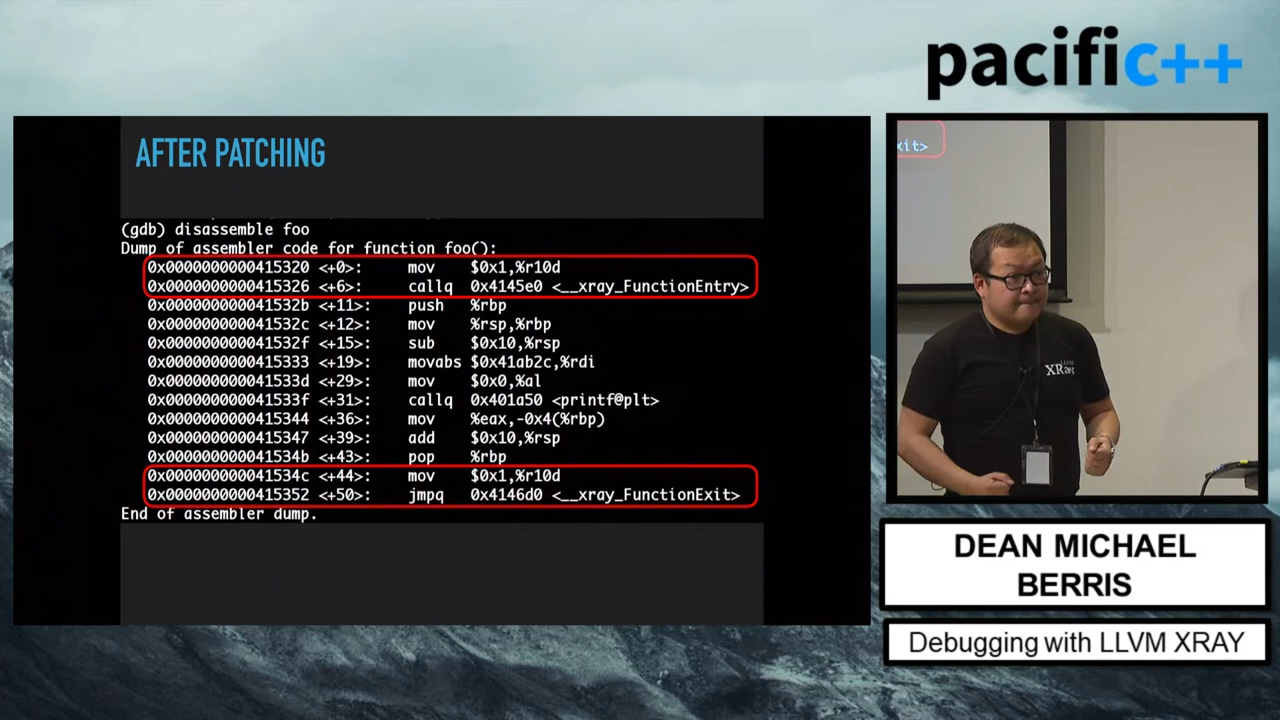 pacific++
AFTER PATCHING
(gdb) disassemble foo
Dump of assembler code for function foo():
0x0000000000415320 <+0>: mov $0x1,%r10d
0x0000000000415326 <+6>: callq 0x4145e0 <__xray_FunctionEntry>
0x000000000041532b <+11>: push %rbp
0x000000000041532c <+12>: mov %rsp,%rbp
0x000000000041532f <+15>: sub $0x10,%rsp
0x0000000000415333 <+19>: movabs $0x41ab2c,%rdi
0x000000000041533d <+29>: mov $0x0,%al
0x000000000041533f <+31>: callq 0x401a50 <printf@plt>
0x0000000000415344 <+36>: mov %eax,-0x4(%rbp)
0x0000000000415347 <+39>: add $0x10,%rsp
0x000000000041534b <+43>: pop %rbp
0x000000000041534c <+44>: mov $0x1,%r10d
0x0000000000415352 <+50>: jmpq 0x4146d0 <__xray_FunctionExit>
End of assembler dump.
xit>
LLVM
XRay
DEAN MICHAEL
BERRIS
Debugging with LLVM XRAY